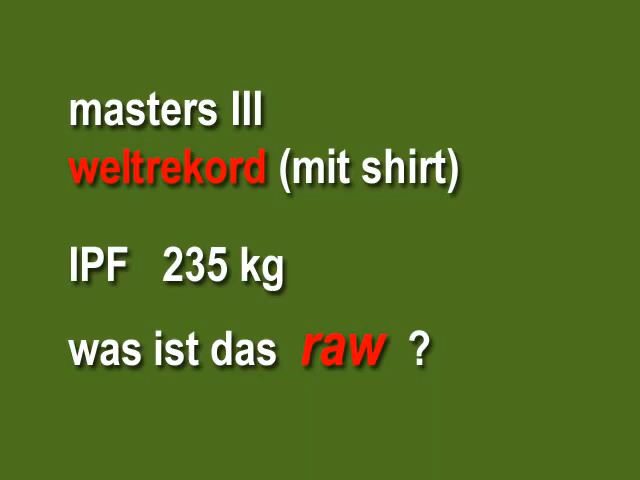 masters III
weltrekord (mit shirt)
IPF 235 kg
was ist das raw ?